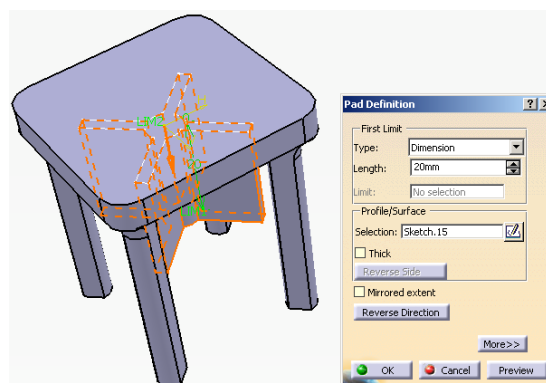 Pad Definition
First Limit
Type: Dimension
Length: 20mm
Limit: No selection
Profile/Surface
Selection: Sketch.15
Thick
Reverse Side
Mirrored extent
Reverse Direction
More>>
OK Cancel Preview